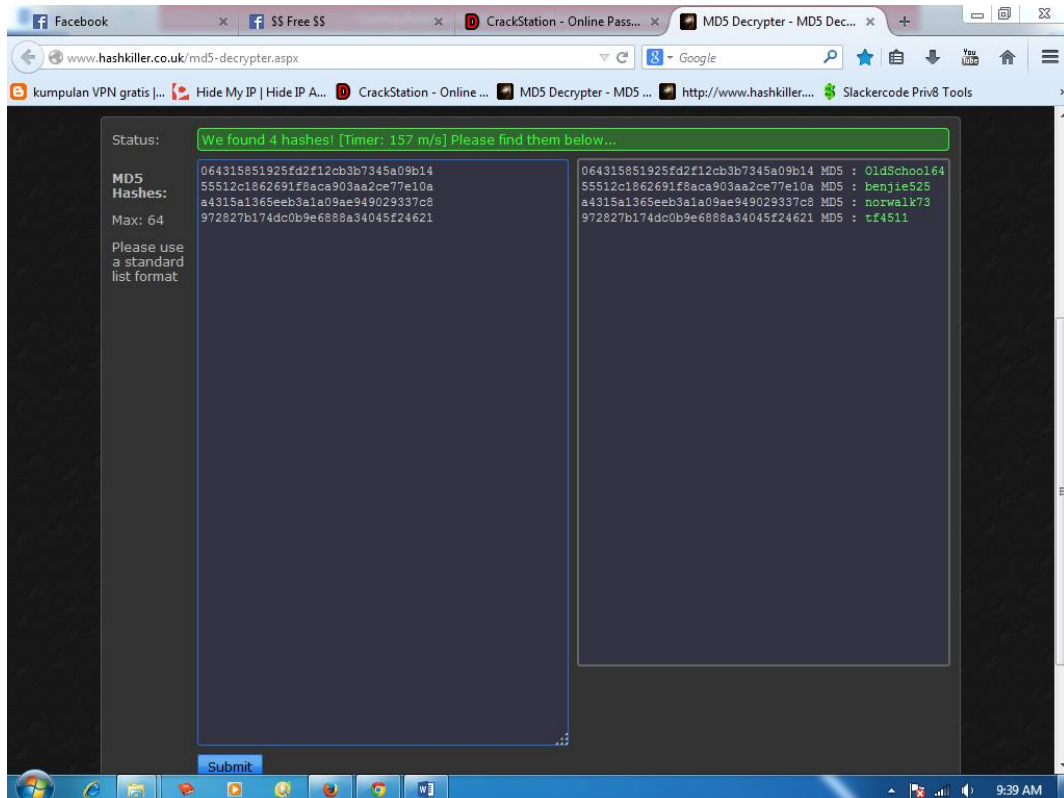 Facebook
$$ Free $$
CrackStation - Online Pass...
MD5 Decrypter - MD5 Dec...
www.hashkiller.co.uk/md5-decrypter.aspx
Google
You Tube
kumpulan VPN gratis |...
Hide My IP | Hide IP A...
CrackStation - Online ...
MD5 Decrypter - MD5 ...
http://www.hashkiller....
Slackercode Priv8 Tools
Status:
We found 4 hashes! [Timer: 157 m/s] Please find them below...
MD5 Hashes:
Max: 64
Please use
a standard
list format
064315851925fd2f12cb3b7345a09b14
55512c1862691f8aca903aa2ce77e10a
a4315a1365eeb3a1a09ae949029337c8
972827b174dc0b9e6888a34045f24621
064315851925fd2f12cb3b7345a09b14 MD5 : OldSchool64
55512c1862691f8aca903aa2ce77e10a MD5 : benjie525
a4315a1365eeb3a1a09ae949029337c8 MD5 : norwalk73
972827b174dc0b9e6888a34045f24621 MD5 : tf4511
Submit
9:39 AM